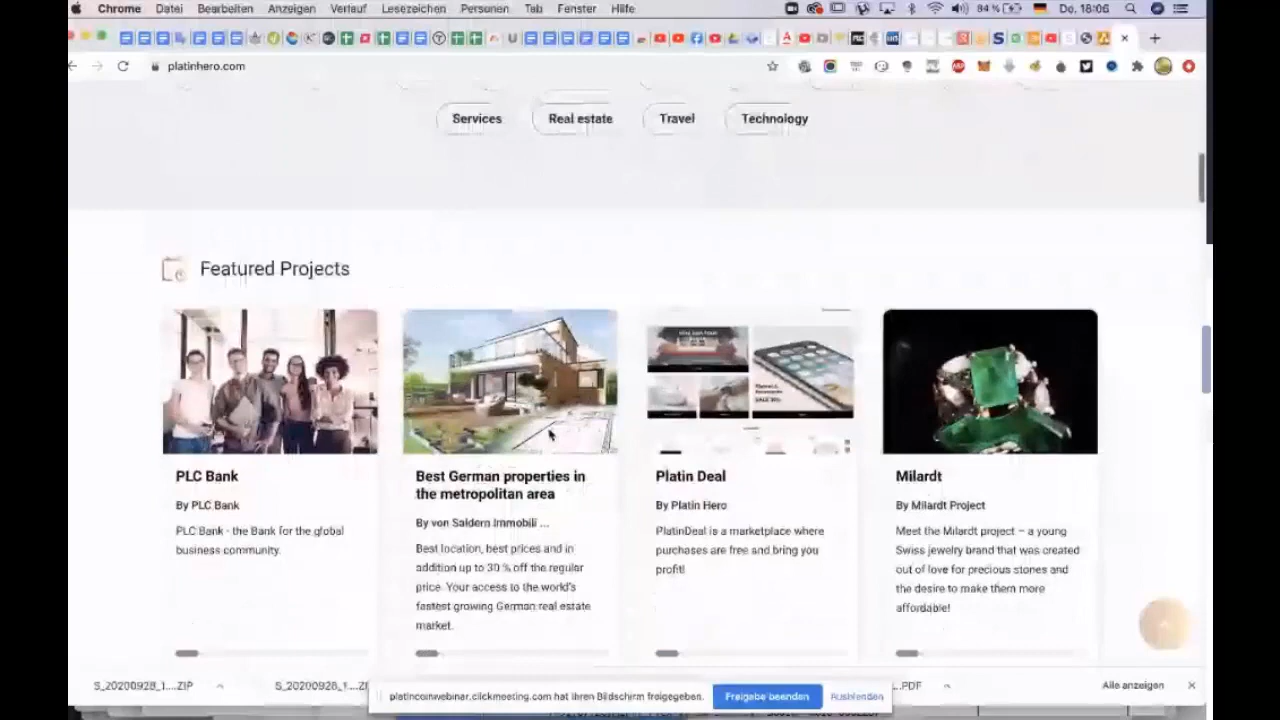 Chrome Datei Bearbeiten Anzeigen Verlauf Lesezeichen Personen Tab Fenster Hilfe 84 % Do. 18:06
platinhero.com
Services Real estate Travel Technology
Featured Projects
PLC Bank
By PLC Bank
PLC Bank - the Bank for the global
business community.
Best German properties in
the metropolitan area
By von Saldern Immobili ...
Best location, best prices and in
addition up to 30 % off the regular
price. Your access to the world's
fastest growing German real estate
market.
Platin Deal
By Platin Hero
PlatinDeal is a marketplace where
purchases are free and bring you
profit!
Milardt
By Milardt Project
Meet the Milardt project – a young
Swiss jewelry brand that was created
out of love for precious stones and
the desire to make them more
affordable!
S_20200928_1....ZIP S_20200928_1....ZI ...PDF Alle anzeigen
platincoinwebinar.clickmeeting.com hat Ihren Bildschirm freigegeben. Freigabe beenden Ausblenden